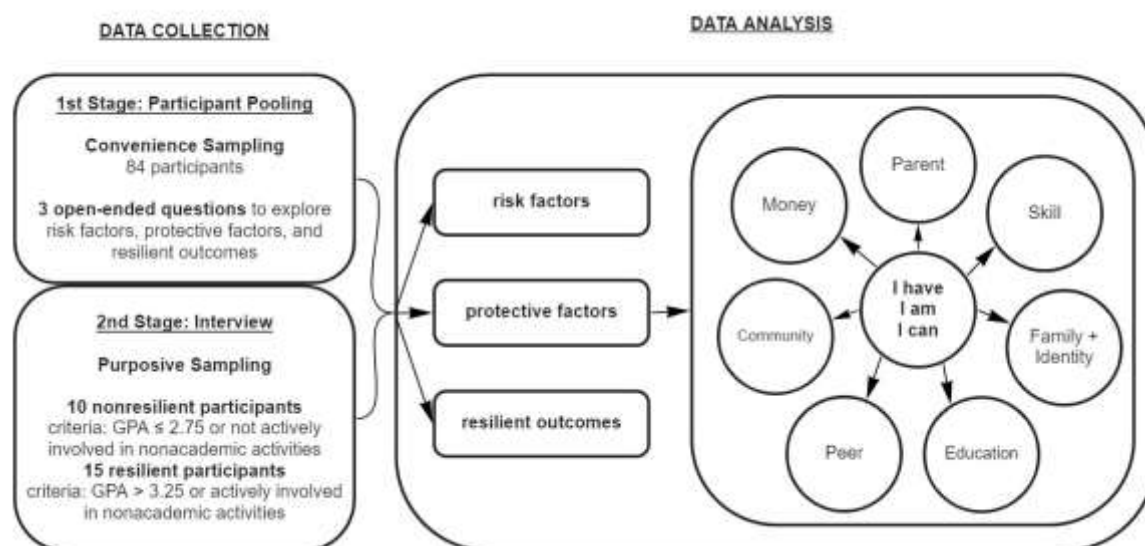 DATA COLLECTION
1st Stage: Participant Pooling
Convenience Sampling
84 participants
3 open-ended questions to explore
risk factors, protective factors, and
resilient outcomes
2nd Stage: Interview
Purposive Sampling
10 nonresilient participants
criteria: GPA ≤ 2.75 or not actively
involved in nonacademic activities
15 resilient participants
criteria: GPA > 3.25 or actively involved
in nonacademic activities
DATA ANALYSIS
risk factors
protective factors
resilient outcomes
I have
I am
I can
Parent
Skill
Family +
Identity
Education
Peer
Community
Money